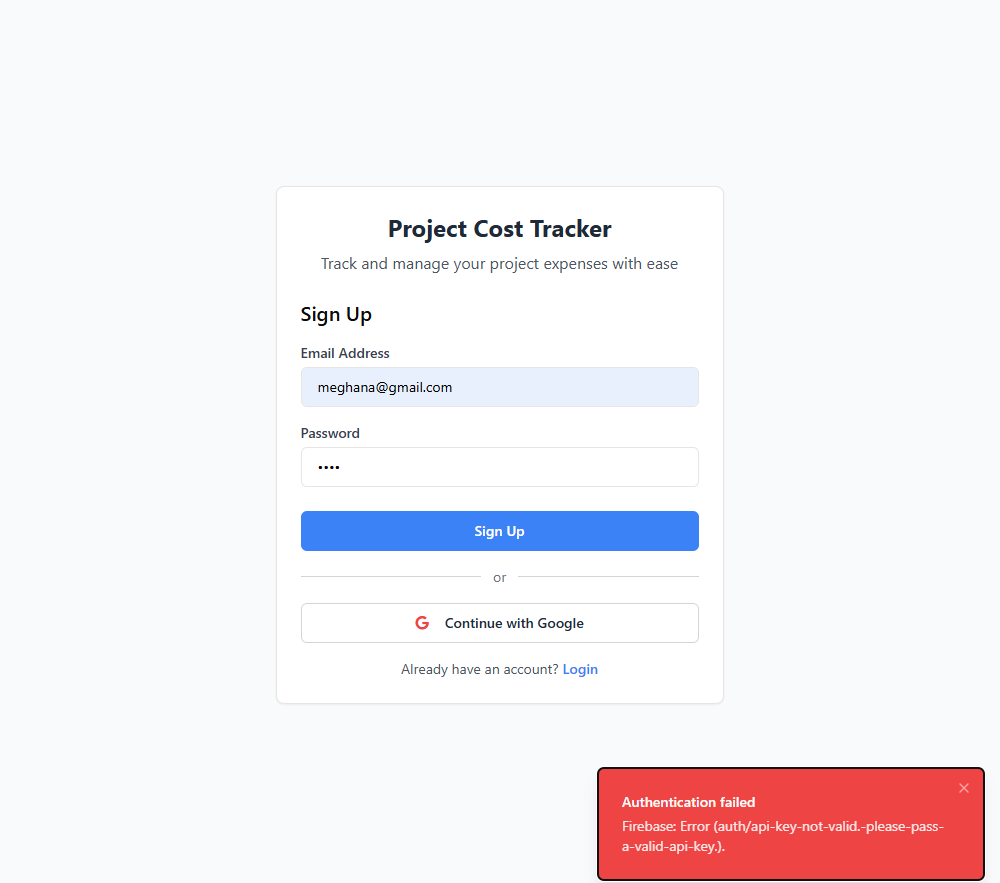 Project Cost Tracker
Track and manage your project expenses with ease
Sign Up
Email Address
meghana@gmail.com
Password
••••
Sign Up
or
G Continue with Google
Already have an account? Login
Authentication failed
Firebase: Error (auth/api-key-not-valid.-please-pass-
a-valid-api-key.).